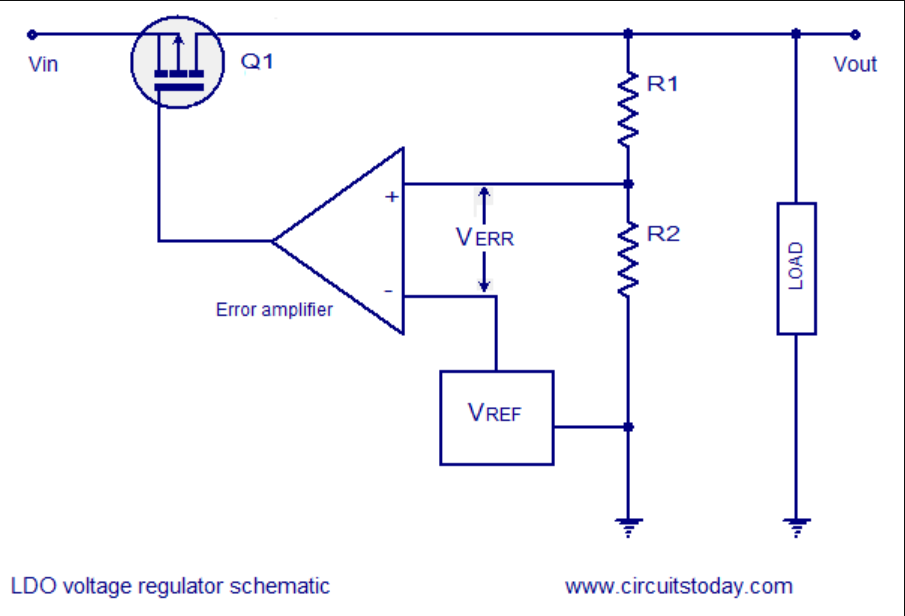 Vin
Q1
R1
Vout
+
VERR
R2
LOAD
-
Error amplifier
VREF
LDO voltage regulator schematic
www.circuitstoday.com